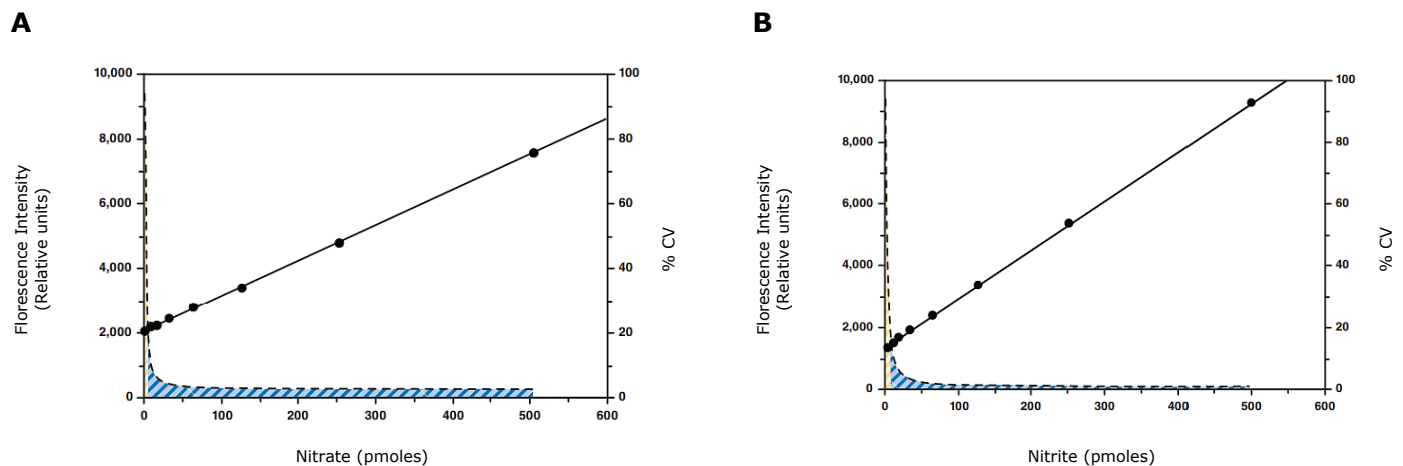 A
10,000
8,000
6,000
4,000
2,000
0
0 100 200 300 400 500 600
100
80
60
40
20
0
Florescence Intensity
(Relative units)
% CV
Nitrate (pmoles)
B
10,000
8,000
6,000
4,000
2,000
0
0 100 200 300 400 500 600
100
80
60
40
20
0
Florescence Intensity
(Relative units)
% CV
Nitrite (pmoles)